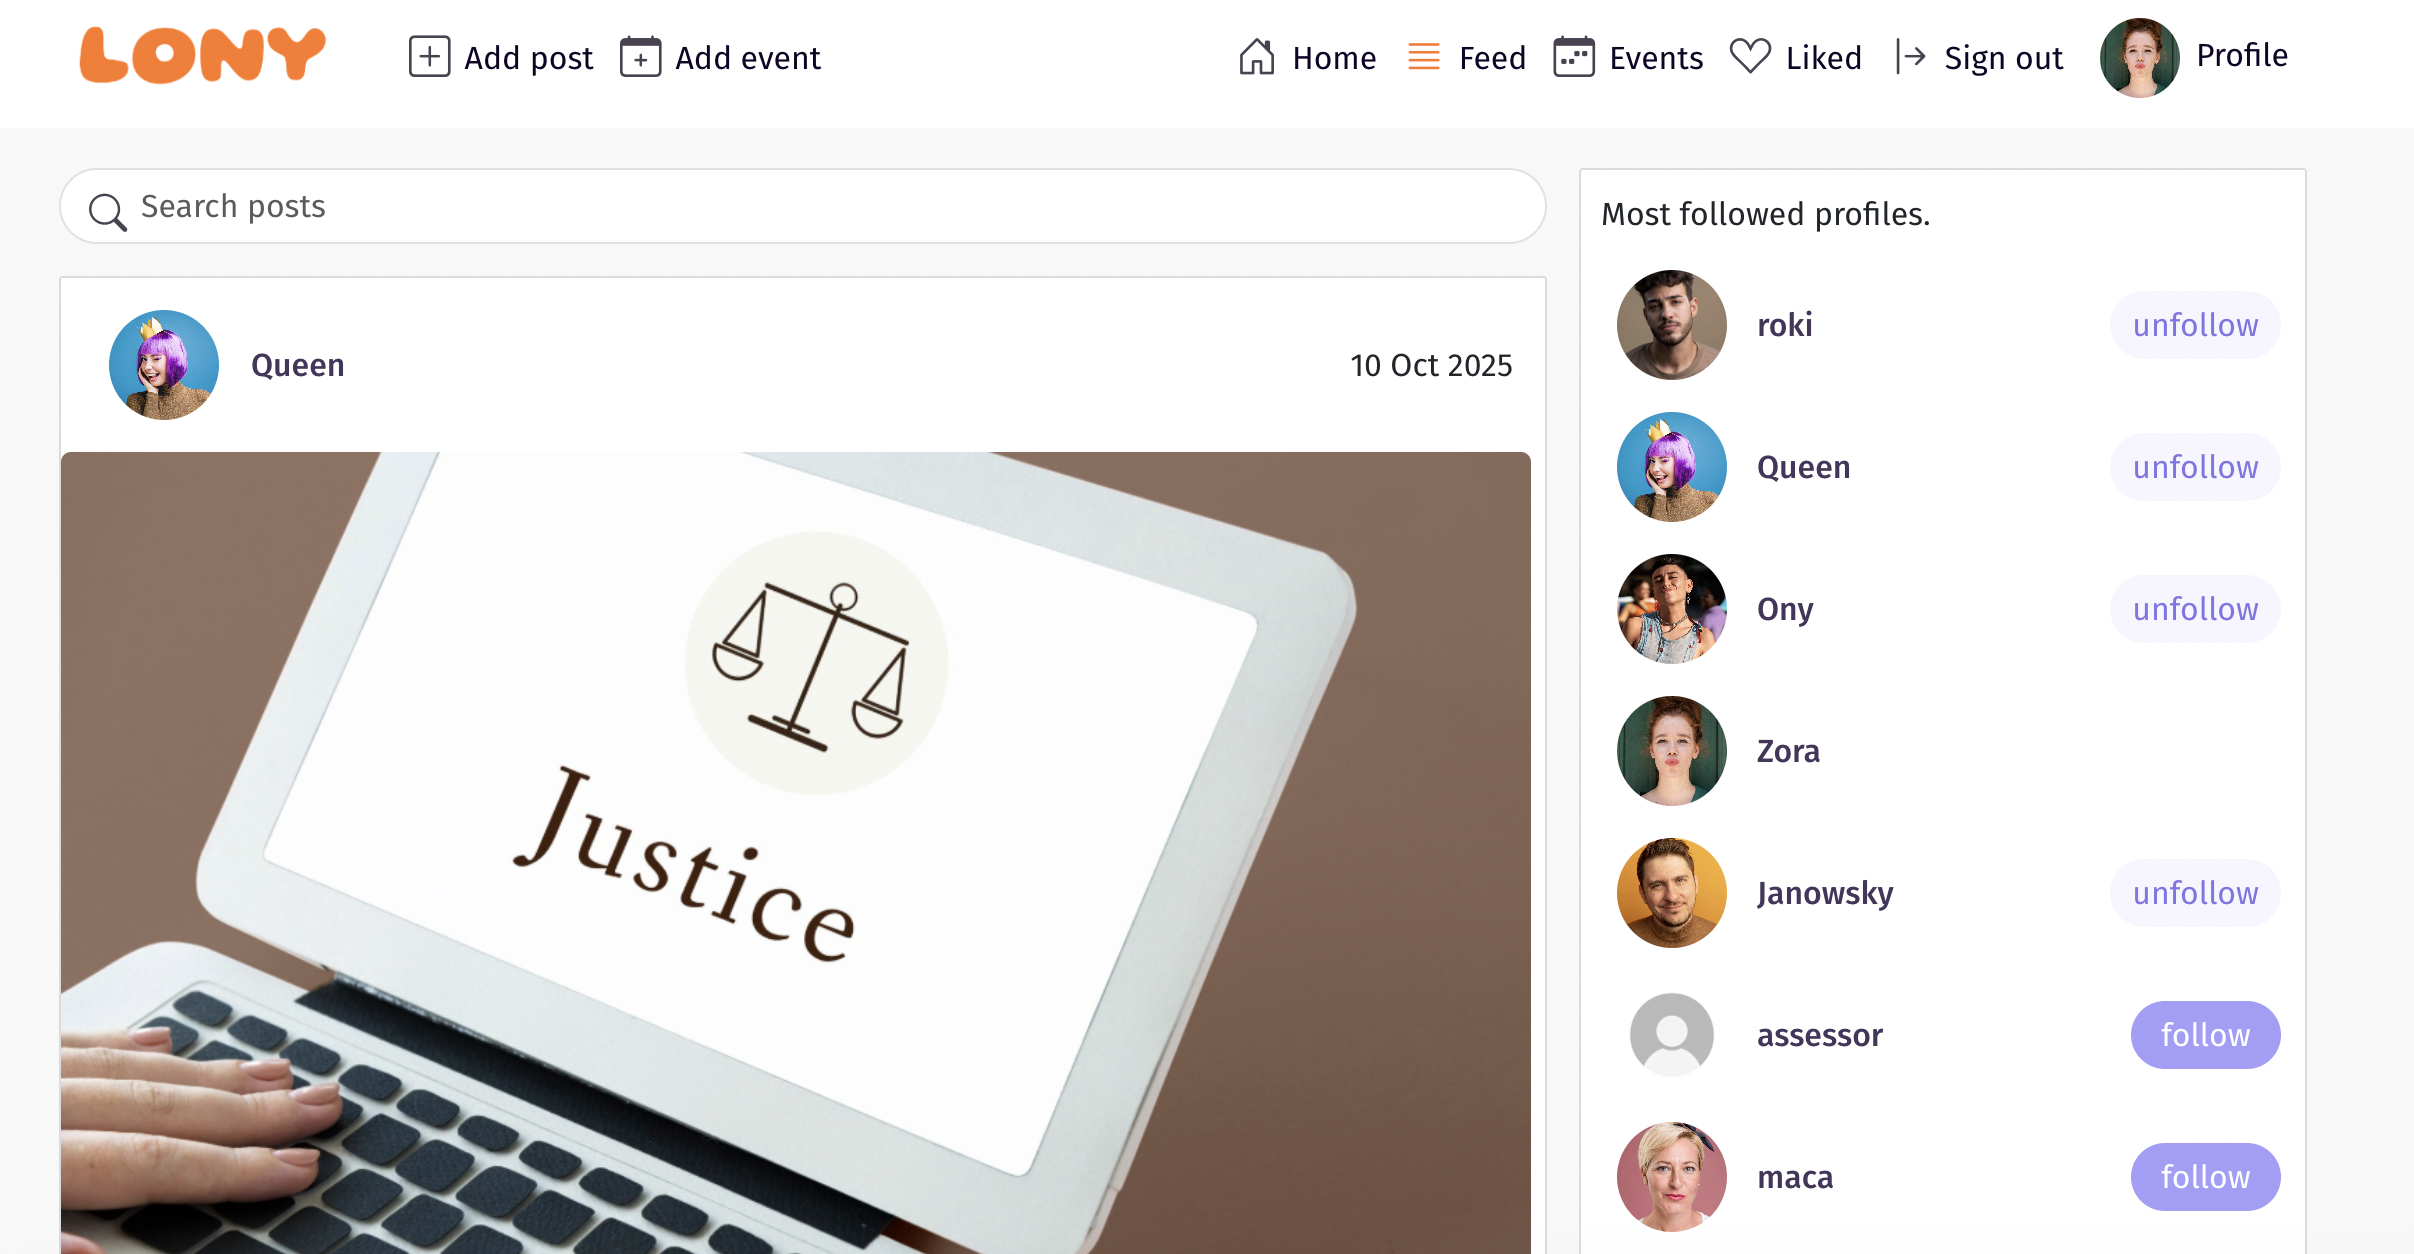 LONY
Add post
Add event
Home
Feed
Events
Liked
Sign out
Profile
Search posts
Queen
10 Oct 2025
Justice
Most followed profiles.
roki
unfollow
Queen
unfollow
Ony
unfollow
Zora
Janowsky
unfollow
assessor
follow
maca
follow